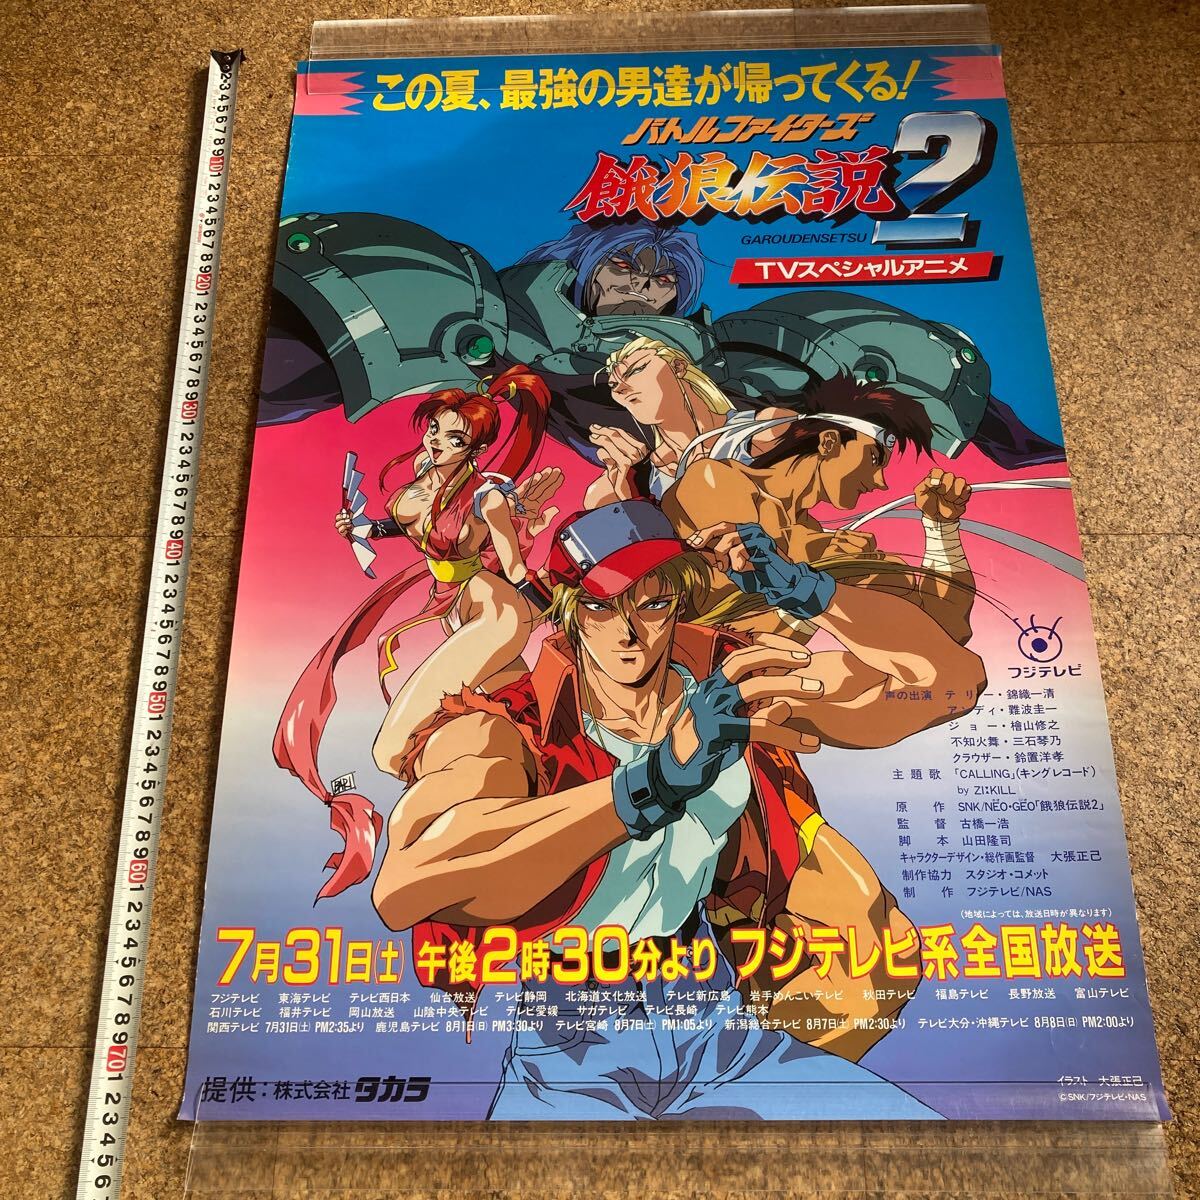 この夏、最強の男達が帰ってくる!
バトルファイターズ
餓狼伝説2
GAROUDENSETSU
TVスペシャルアニメ
フジテレビ
声の出演 テリー・錦織一清
アンディ・難波圭一
ジョー・檜山修之
不知火舞・三石琴乃
クラウザー・鈴置洋孝
主題歌 「CALLING」(キングレコード)
by ZI:KILL
原作 SNK/NEO・GEO「餓狼伝説2」
監督 古橋一浩
脚本 山田隆司
キャラクターデザイン・総作画監督 大張正己
制作協力 スタジオ・コメット
制作 フジテレビ/NAS
(地域によっては、放送日時が異なります)
7月31日(土)午後2時30分より フジテレビ系全国放送
フジテレビ 東海テレビ テレビ西日本 仙台放送 テレビ静岡 北海道文化放送 テレビ新広島 岩手めんこいテレビ 秋田テレビ 福島テレビ 長野放送 富山テレビ
石川テレビ 福井テレビ 岡山放送 山陰中央テレビ テレビ愛媛 サガテレビ テレビ長崎 テレビ熊本
関西テレビ 7月31日(土)PM2:35より 鹿児島テレビ 8月1日(日)PM3:30より テレビ宮崎 8月7日(土)PM1:05より 新潟総合テレビ 8月7日(土)PM2:30より テレビ大分・沖縄テレビ 8月8日(日)PM2:00より
提供:株式会社 タカラ
イラスト 大張正己
©SNK/フジテレビ・NAS
BARI